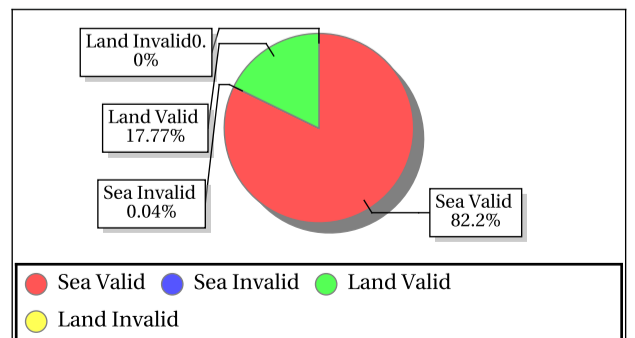 Land Invalid0.
0%
Land Valid
17.77%
Sea Invalid
0.04%
Sea Valid
82.2%
Sea Valid Sea Invalid Land Valid
Land Invalid